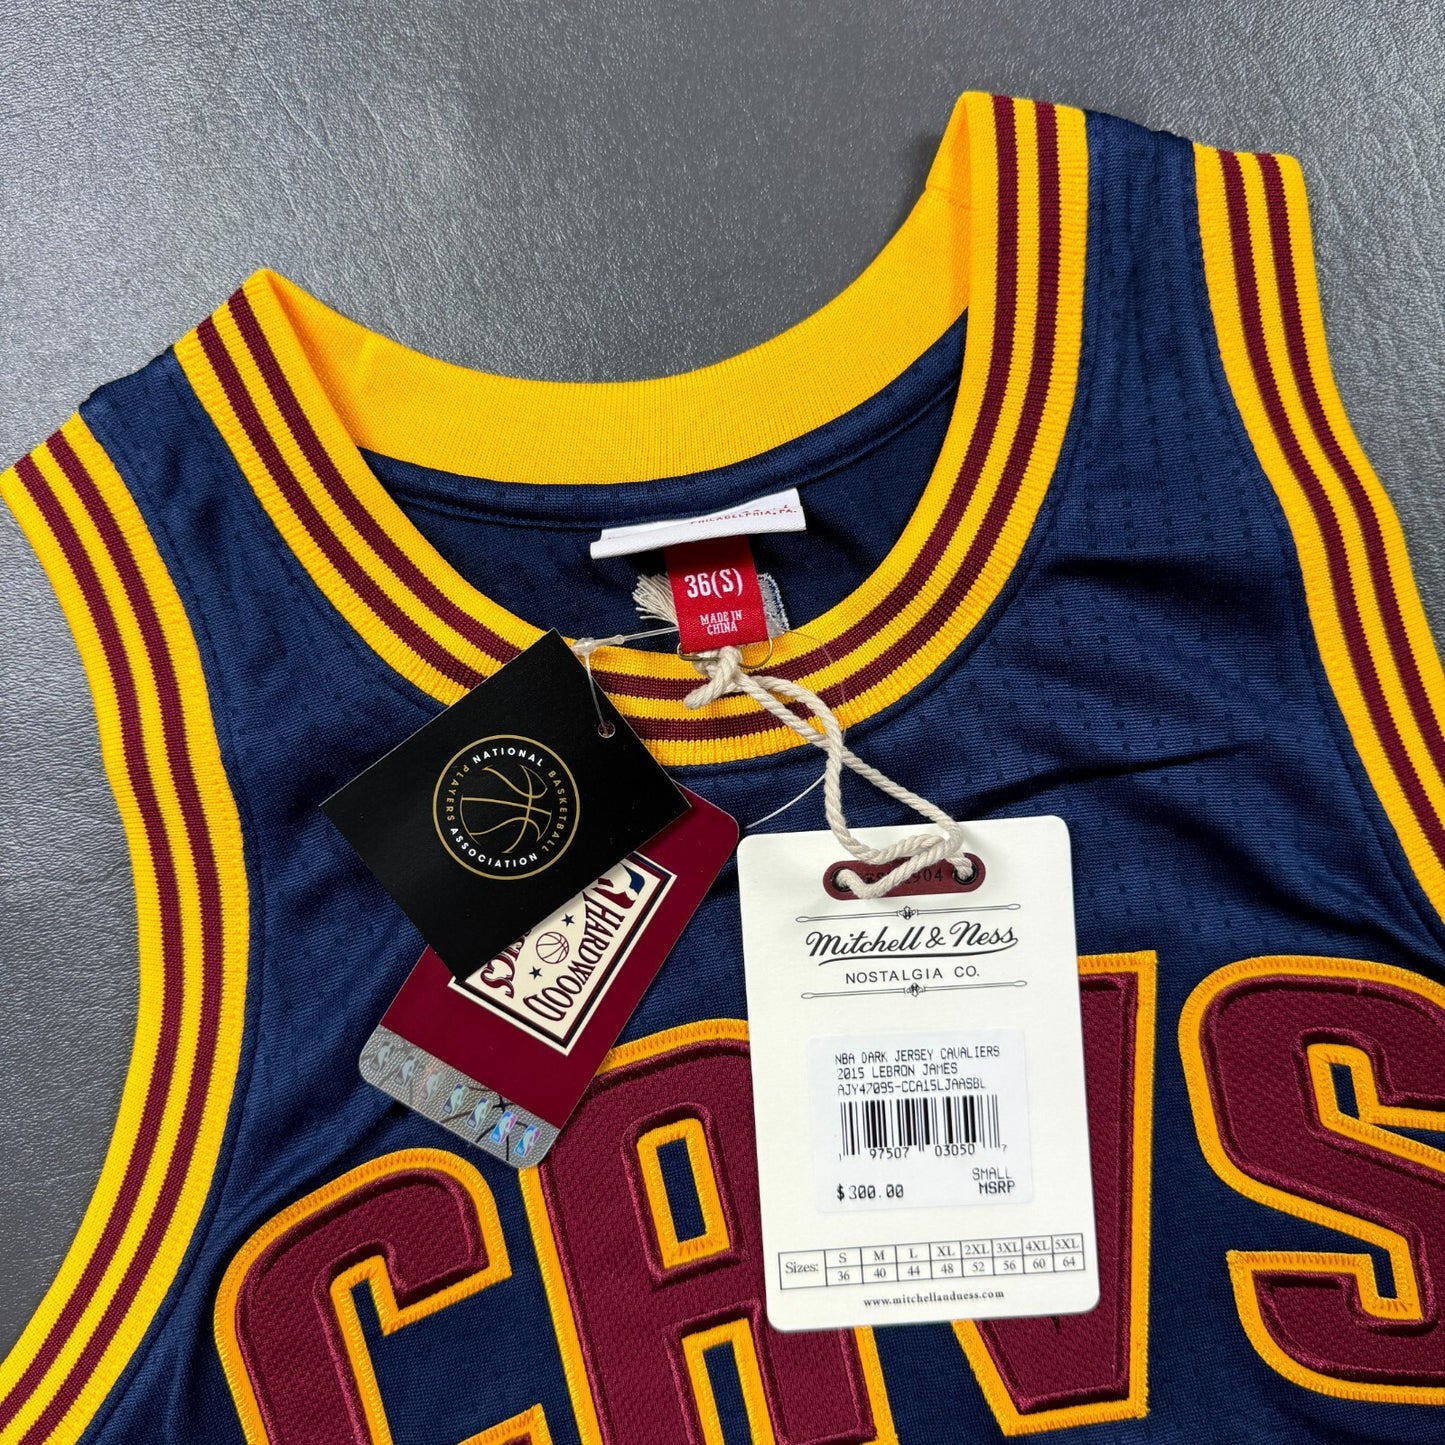 PHILADELPHIA, PA.
36(S)
MADE IN
CHINA
NATIONAL BASKETBALL
PLAYERS ASSOCIATION
HARDWOOD
Mitchell & Ness
NOSTALGIA CO.
NBA DARK JERSEY CAVALIERS
2015 LEBRON JAMES
AJY47095-CCA15LJAASBL
1 97507 03050 7
SMALL
$300.00 MSRP
Sizes: S M L XL 2XL 3XL 4XL 5XL
36 40 44 48 52 56 60 64
www.mitchellandness.com
CAVS